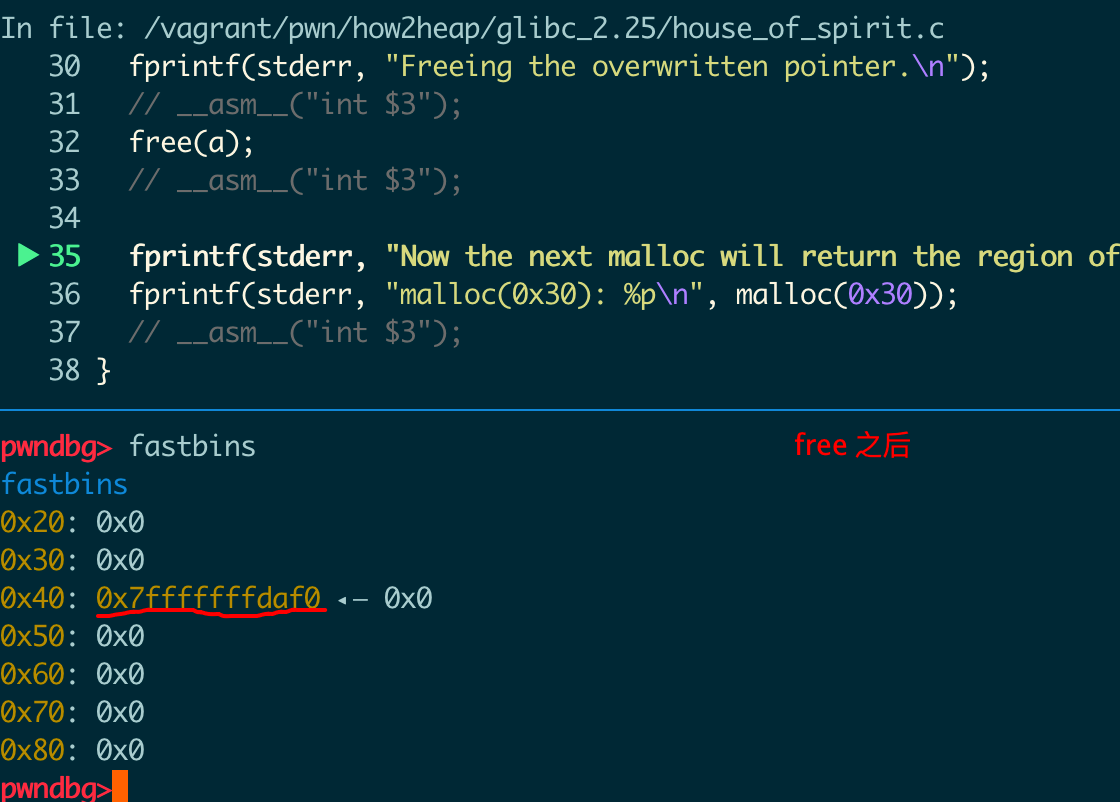 In file: /vagrant/pwn/how2heap/glibc_2.25/house_of_spirit.c
30   fprintf(stderr, "Freeing the overwritten pointer.\n");
31   // __asm__("int $3");
32   free(a);
33   // __asm__("int $3");
34
▶ 35   fprintf(stderr, "Now the next malloc will return the region of
36   fprintf(stderr, "malloc(0x30): %p\n", malloc(0x30));
37   // __asm__("int $3");
38 }
pwndbg> fastbins
free 之后
fastbins
0x20: 0x0
0x30: 0x0
0x40: 0x7fffffffdaf0 ◂— 0x0
0x50: 0x0
0x60: 0x0
0x70: 0x0
0x80: 0x0
pwndbg>